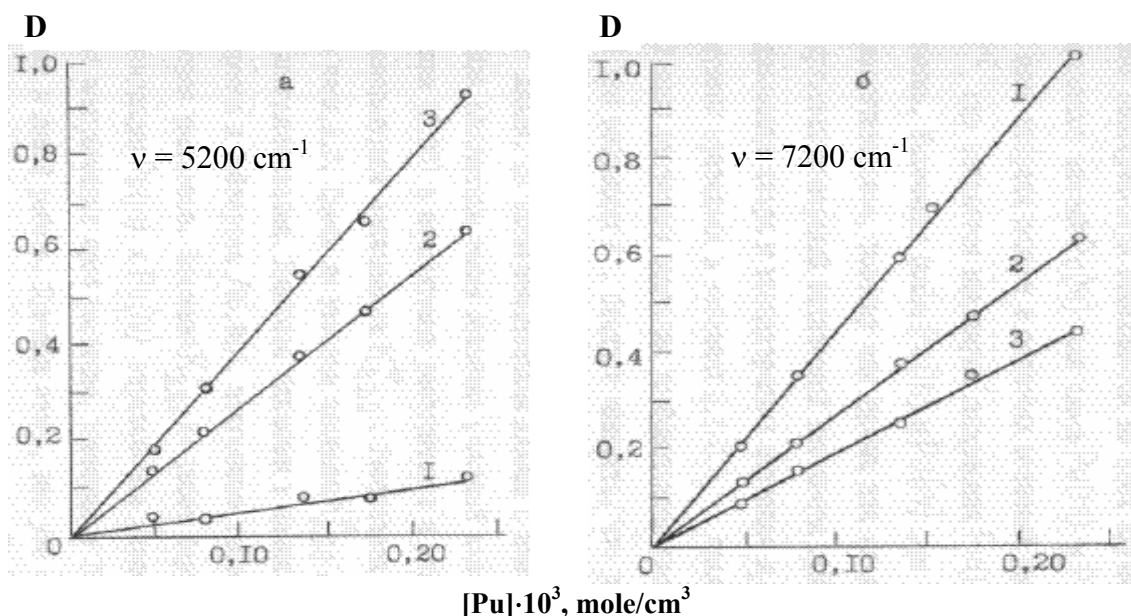 D
I,0
0,8
0,6
0,4
0,2
0
а
ν = 5200 cm⁻¹
3
2
I
0,10 0,20
D
I,0
0,8
0,6
0,4
0,2
0
б
ν = 7200 cm⁻¹
I
2
3
0,10 0,20
[Pu]·10³, mole/cm³